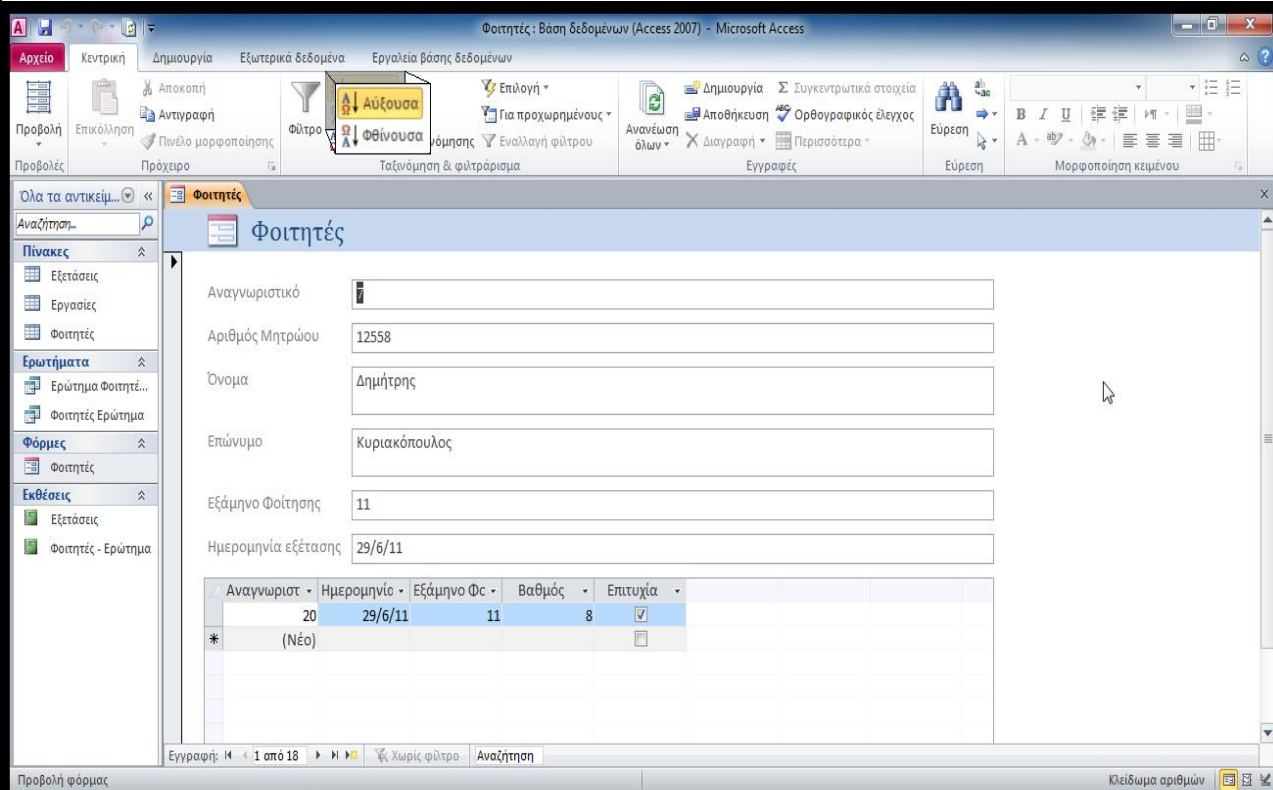 Φοιτητές : Βάση δεδομένων (Access 2007) - Microsoft Access
Αρχείο Κεντρική Δημιουργία Εξωτερικά δεδομένα Εργαλεία βάσης δεδομένων
Προβολή
Προβολές
Επικόλληση
Αποκοπή
Αντιγραφή
Πινέλο μορφοποίησης
Πρόχειρο
Φίλτρο
Αύξουσα
Φθίνουσα
Επιλογή
Για προχωρημένους
Εναλλαγή φίλτρου
Ταξινόμηση & φιλτράρισμα
Ανανέωση
όλων
Δημιουργία
Αποθήκευση
Διαγραφή
Συγκεντρωτικά στοιχεία
Ορθογραφικός έλεγχος
Περισσότερα
Εγγραφές
Εύρεση
Εύρεση
B I U
A
Μορφοποίηση κειμένου
Όλα τα αντικείμ...
Αναζήτηση...
Πίνακες
Εξετάσεις
Εργασίες
Φοιτητές
Ερωτήματα
Ερώτημα Φοιτητέ...
Φοιτητές Ερώτημα
Φόρμες
Φοιτητές
Εκθέσεις
Εξετάσεις
Φοιτητές - Ερώτημα
Φοιτητές
Φοιτητές
Αναγνωριστικό 7
Αριθμός Μητρώου 12558
Όνομα Δημήτρης
Επώνυμο Κυριακόπουλος
Εξάμηνο Φοίτησης 11
Ημερομηνία εξέτασης 29/6/11
Αναγνωριστ Ημερομηνία Εξάμηνο Φο Βαθμός Επιτυχία
20 29/6/11 11 8
* (Νέο)
Εγγραφή: 1 από 18 Χωρίς φίλτρο Αναζήτηση
Προβολή φόρμας Κλείδωμα αριθμών